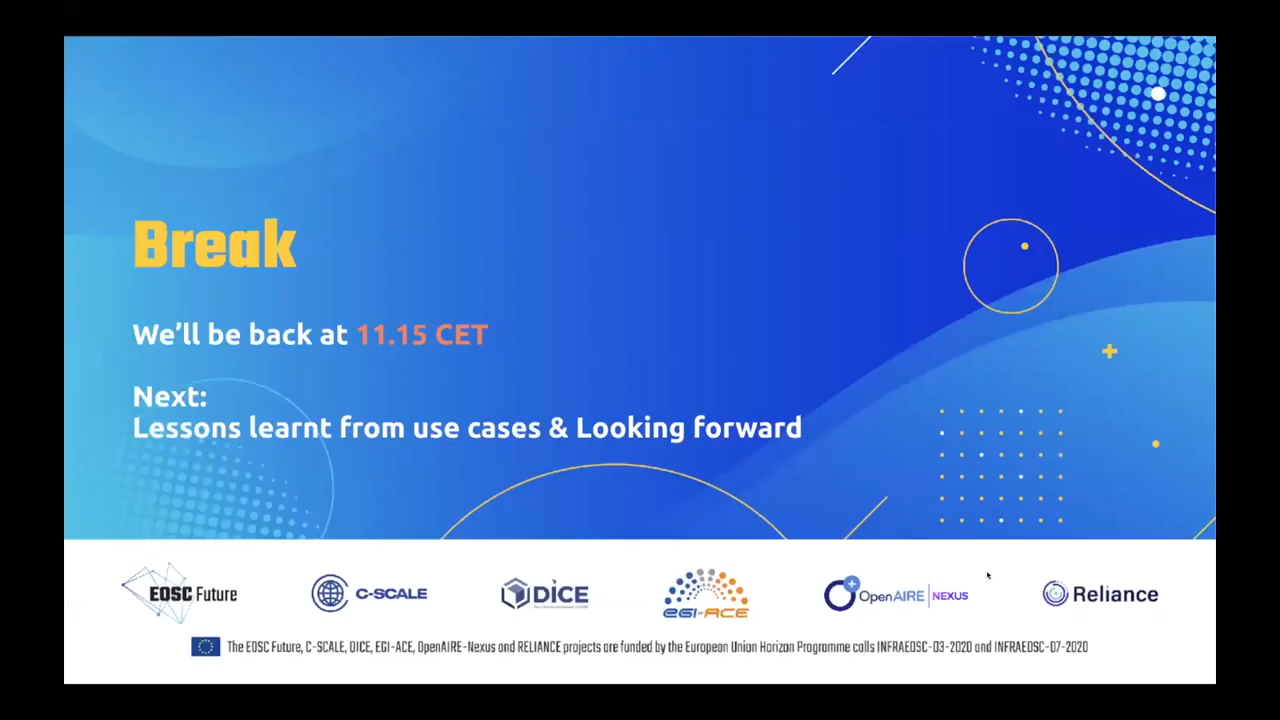 Break
We’ll be back at 11.15 CET
Next:
Lessons learnt from use cases & Looking forward
EOSC Future
C-SCALE
DICE
EGI-ACE
OpenAIRE NEXUS
Reliance
The EOSC Future, C-SCALE, DICE, EGI-ACE, OpenAIRE-Nexus and RELIANCE projects are funded by the European Union Horizon Programme calls INFRAEOSC-03-2020 and INFRAEOSC-07-2020